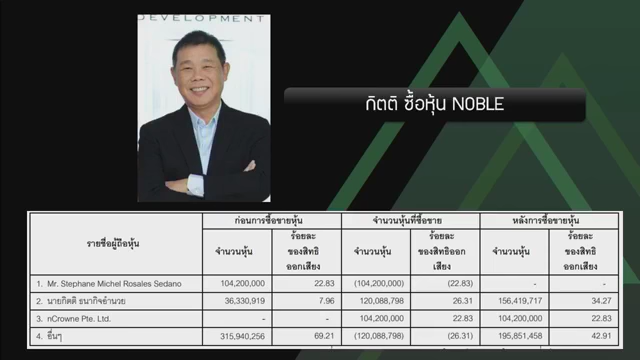 DEVELOPMENT
กิตติ ซื้อหุ้น NOBLE
รายชื่อผู้ถือหุ้น ก่อนการซื้อขายหุ้น จำนวนหุ้นที่ซื้อขาย หลังการซื้อขายหุ้น
จำนวนหุ้น ร้อยละของสิทธิออกเสียง จำนวนหุ้น ร้อยละของสิทธิออกเสียง จำนวนหุ้น ร้อยละของสิทธิออกเสียง
1. Mr. Stephane Michel Rosales Sedano 104,200,000 22.83 (104,200,000) (22.83) - -
2. นายกิตติ ธนากิจอำนวย 36,330,919 7.96 120,088,798 26.31 156,419,717 34.27
3. nCrowne Pte. Ltd. - - 104,200,000 22.83 104,200,000 22.83
4. อื่นๆ 315,940,256 69.21 (120,088,798) (26.31) 195,851,458 42.91